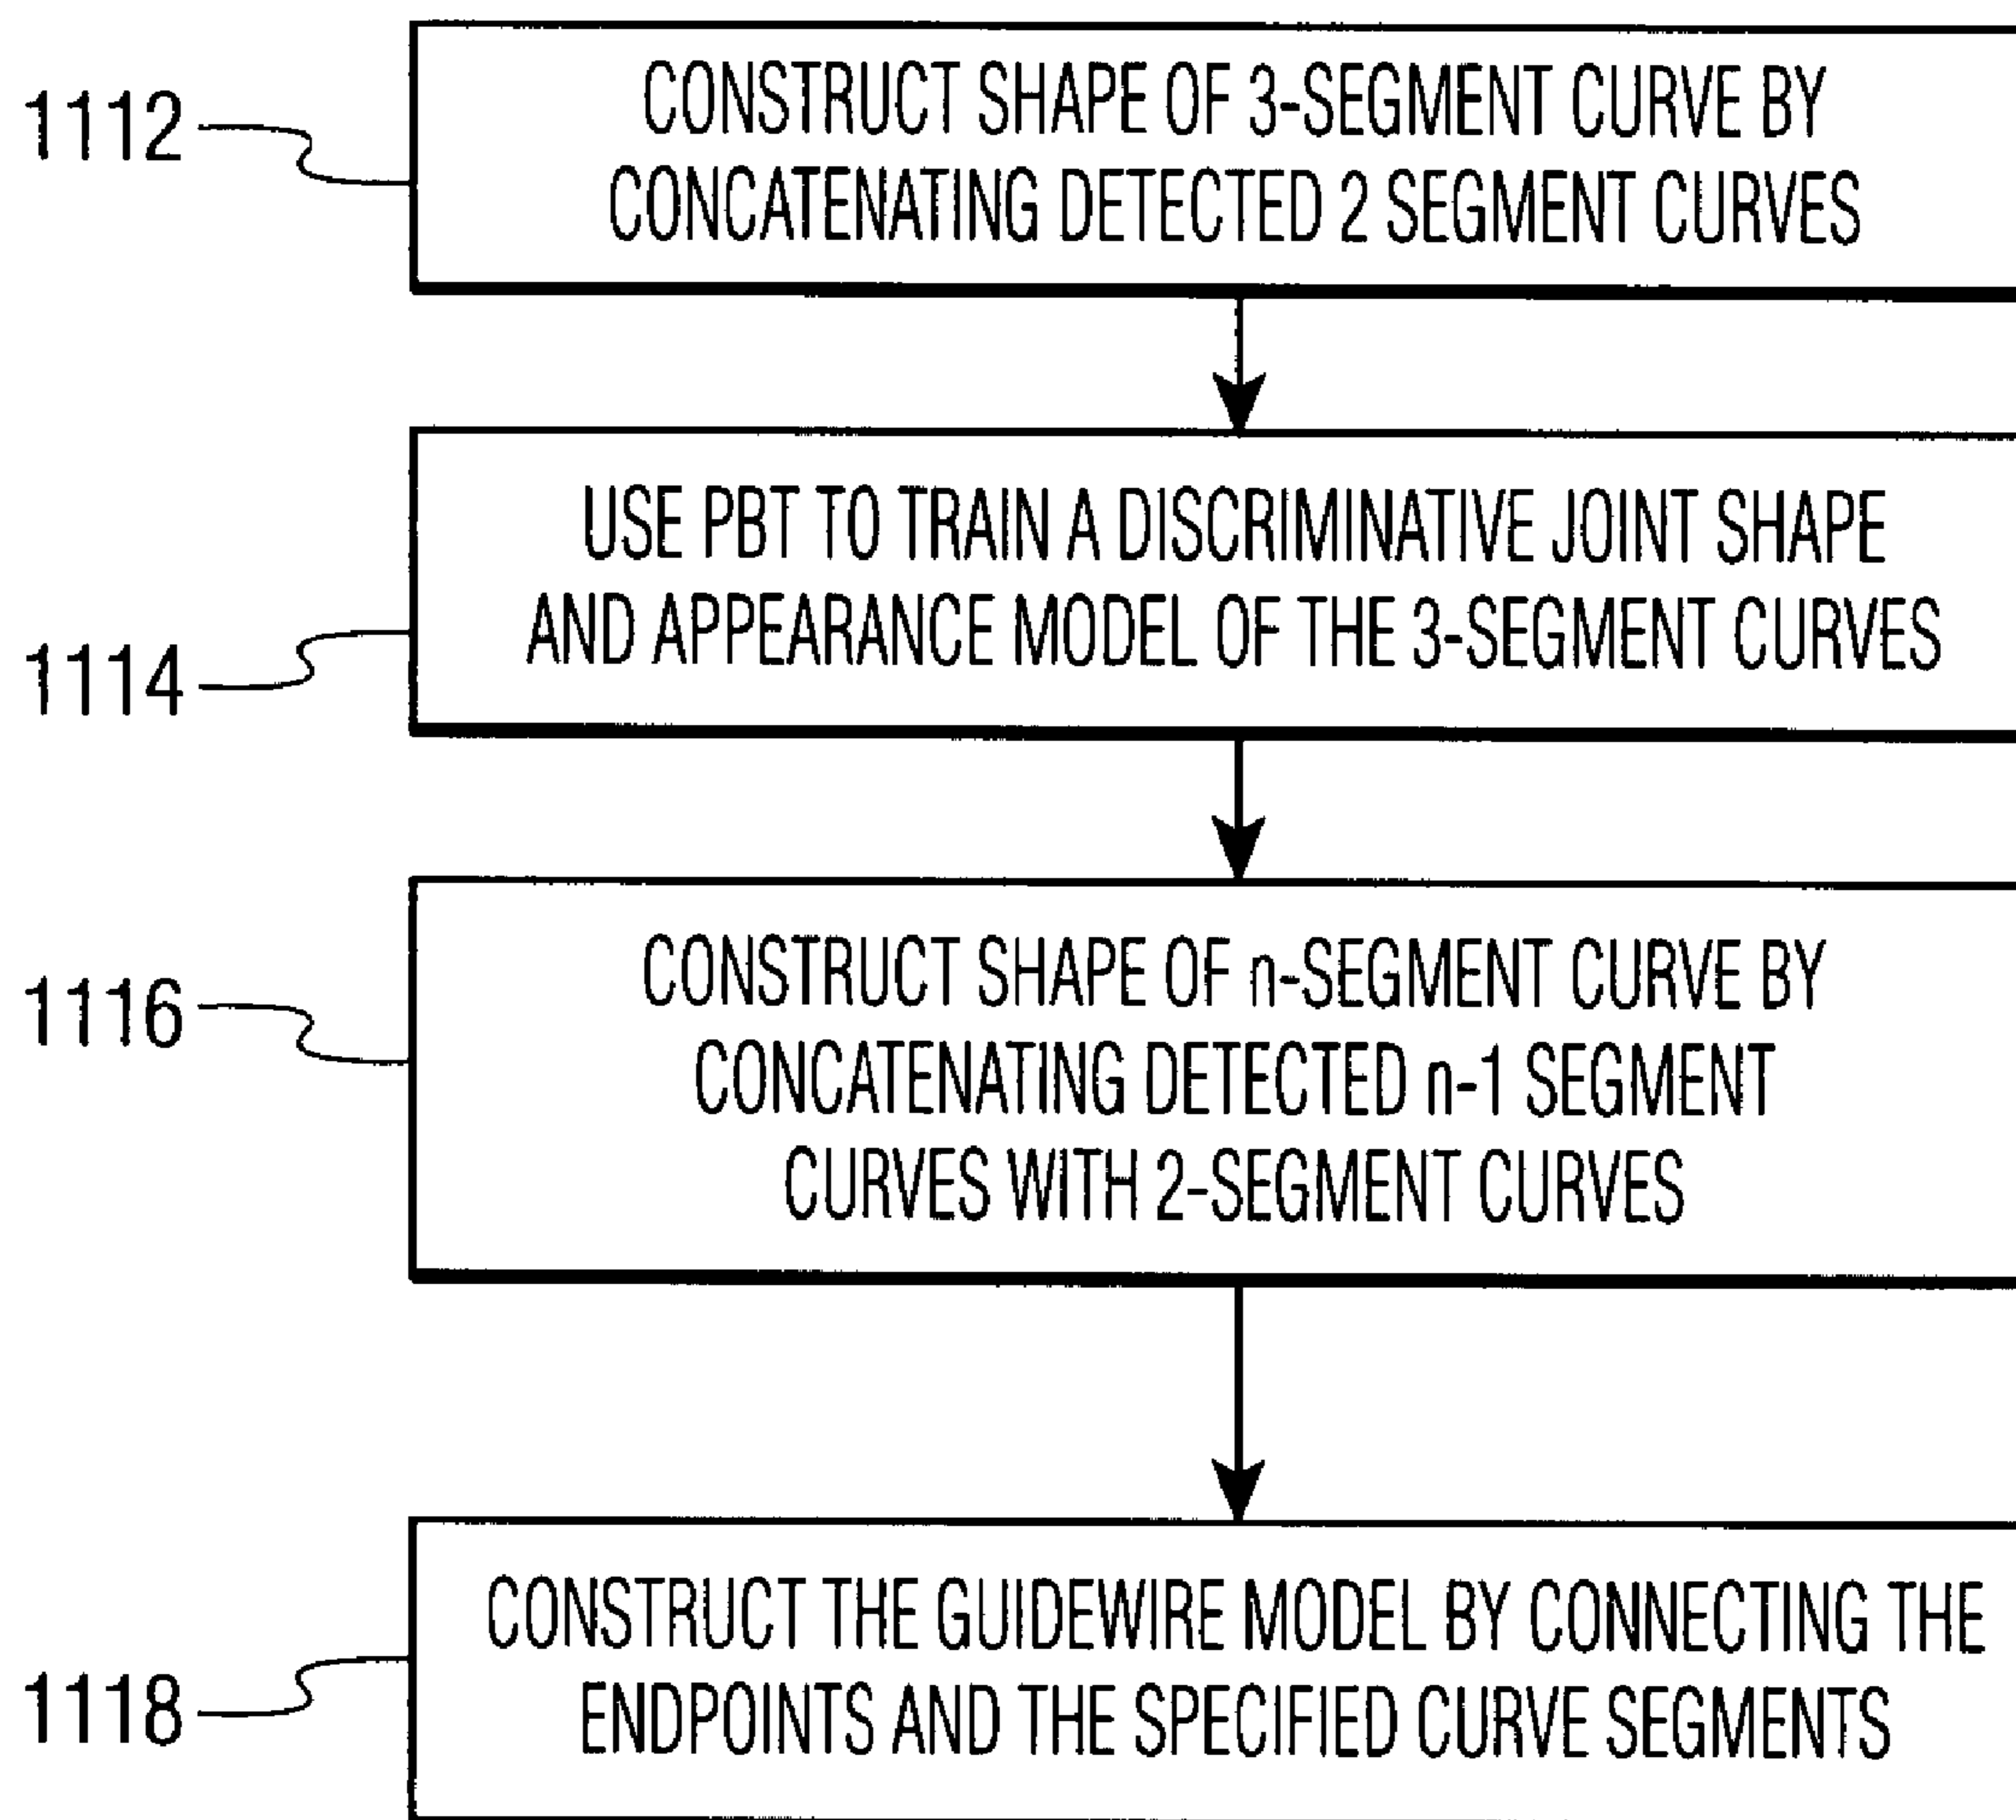 1112
CONSTRUCT SHAPE OF 3-SEGMENT CURVE BY
CONCATENATING DETECTED 2 SEGMENT CURVES
1114
USE PBT TO TRAIN A DISCRIMINATIVE JOINT SHAPE
AND APPEARANCE MODEL OF THE 3-SEGMENT CURVES
1116
CONSTRUCT SHAPE OF n-SEGMENT CURVE BY
CONCATENATING DETECTED n-1 SEGMENT
CURVES WITH 2-SEGMENT CURVES
1118
CONSTRUCT THE GUIDEWIRE MODEL BY CONNECTING THE
ENDPOINTS AND THE SPECIFIED CURVE SEGMENTS